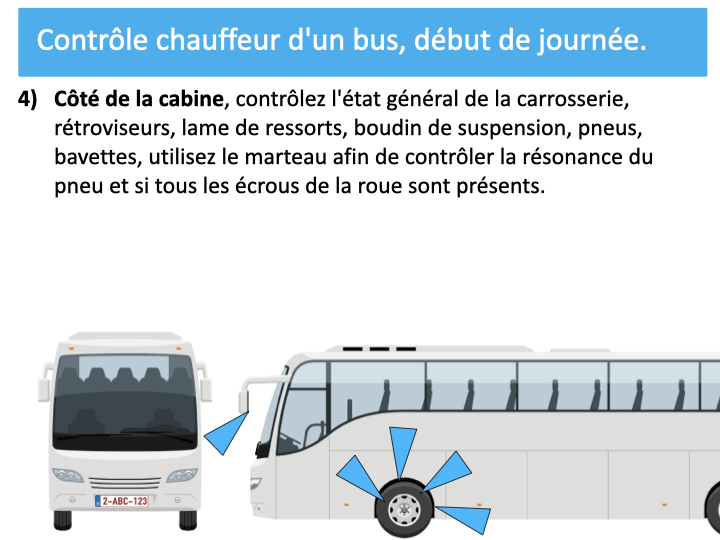 Contrôle chauffeur d'un bus, début de journée.
4) Côté de la cabine, contrôlez l'état général de la carrosserie,
rétroviseurs, lame de ressorts, boudin de suspension, pneus,
bavettes, utilisez le marteau afin de contrôler la résonance du
pneu et si tous les écrous de la roue sont présents.
2-ABC-123